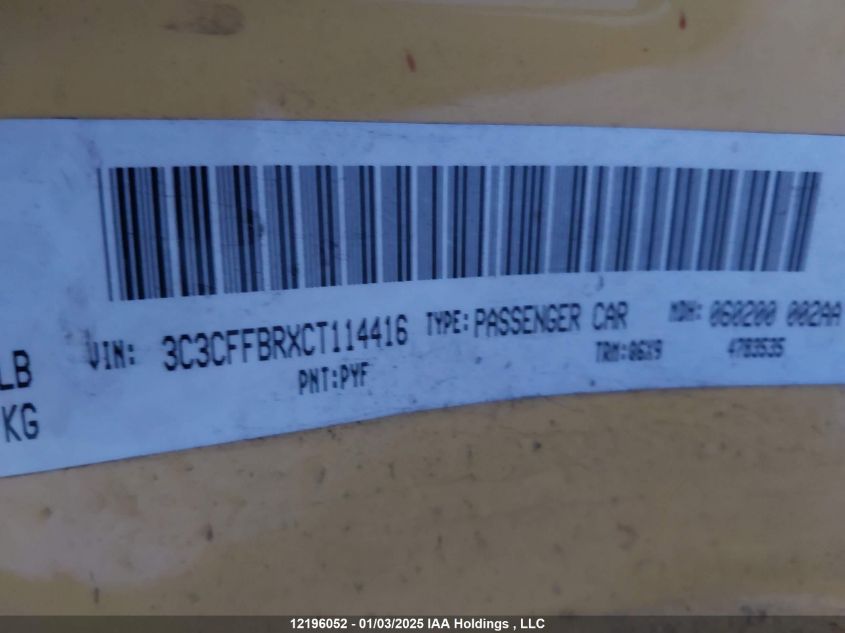 LB
KG
VIN: 3C3CFFBRXCT114416 TYPE: PASSENGER CAR MDH: 060200 002AA
PNT:PYF TRM:06X9 4783535
12196052 - 01/03/2025 IAA Holdings , LLC